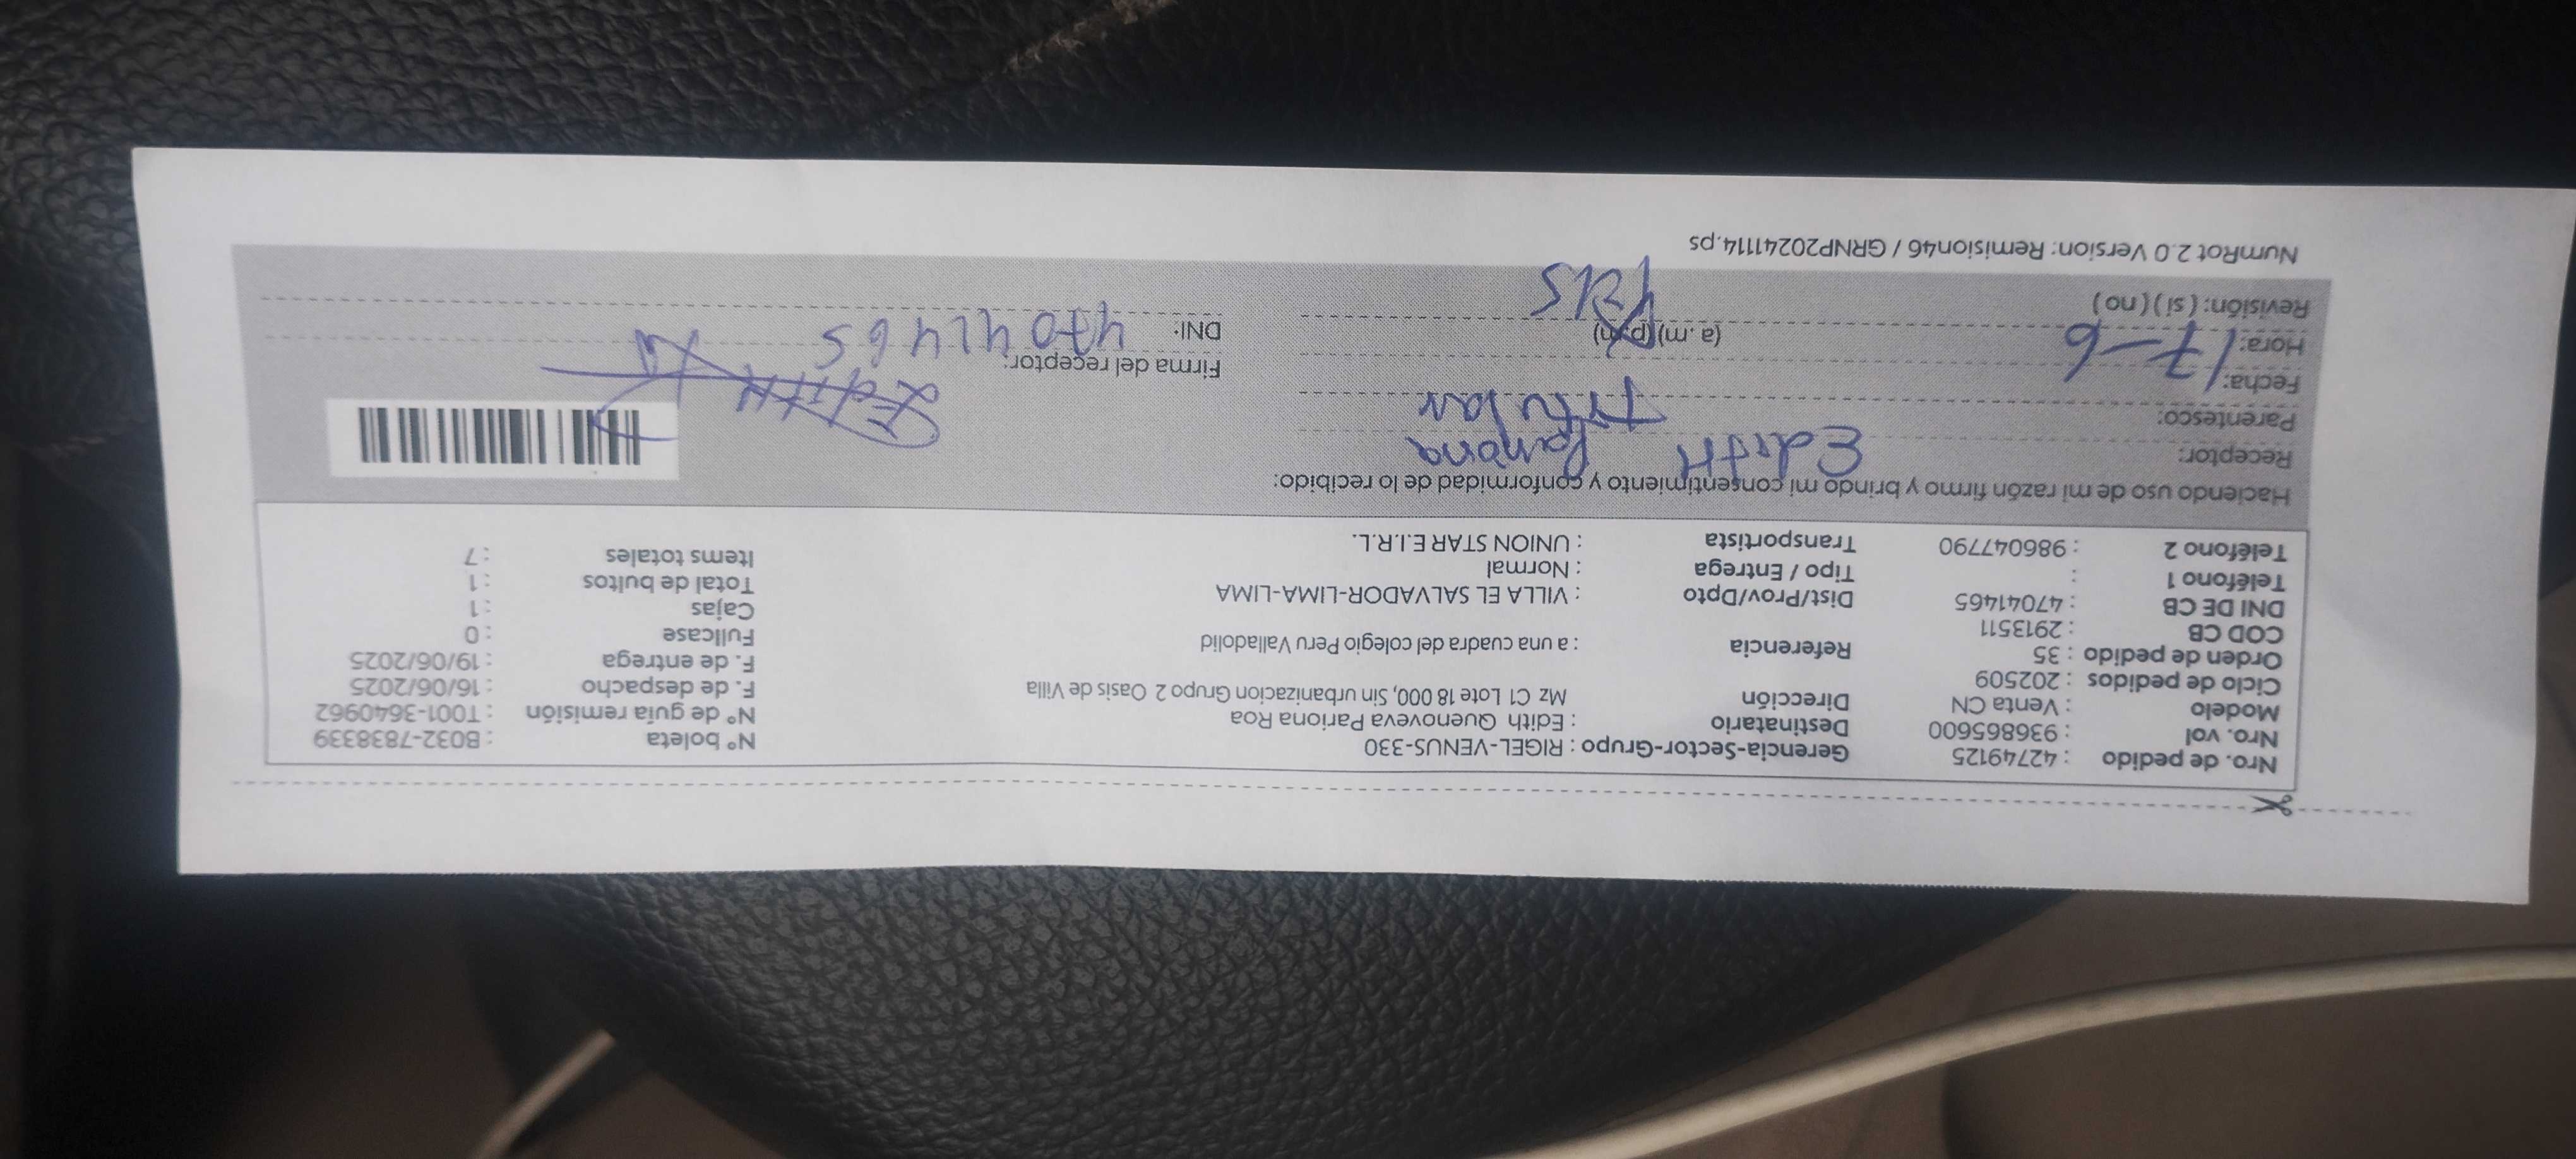 Nro. de pedido : 42749125 Gerencia-Sector-Grupo : RIGEL-VENUS-330 N° boleta : B032-7838339
Nro. vol : 936865600 Destinatario : Edith Quenoveva Pariona Roa N° de guía remisión : T001-3640962
Modelo : Venta CN Dirección Mz C1 Lote 18 000, Sin urbanizacion Grupo 2 Oasis de Villa F. de despacho : 16/06/2025
Ciclo de pedidos : 202509 F. de entrega : 19/06/2025
Orden de pedido : 35 Referencia : a una cuadra del colegio Peru Valladolid Fullcase : 0
COD CB : 2913511 Cajas : 1
DNI DE CB : 47041465 Dist/Prov/Dpto : VILLA EL SALVADOR-LIMA-LIMA Total de bultos : 1
Teléfono 1 : Tipo / Entrega : Normal Items totales : 7
Teléfono 2 : 986047790 Transportista : UNION STAR E.I.R.L.
Haciendo uso de mi razón firmo y brindo mi consentimiento y conformidad de lo recibido:
Receptor: Edith Pariona
Parentesco: Titular
Fecha: 17-6 Firma del receptor: Edith
Hora: (a.m) (p.m) DNI: 47041465
Revisión: (si) (no)
NumRot 2.0 Version: Remision46 / GRNP20241114.ps